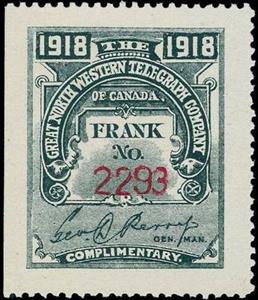 1918 THE 1918
GREAT NORTH WESTERN TELEGRAPH COMPANY
OF CANADA
FRANK
No.
2293
Geo. D. Perry
GEN. MAN.
COMPLIMENTARY.